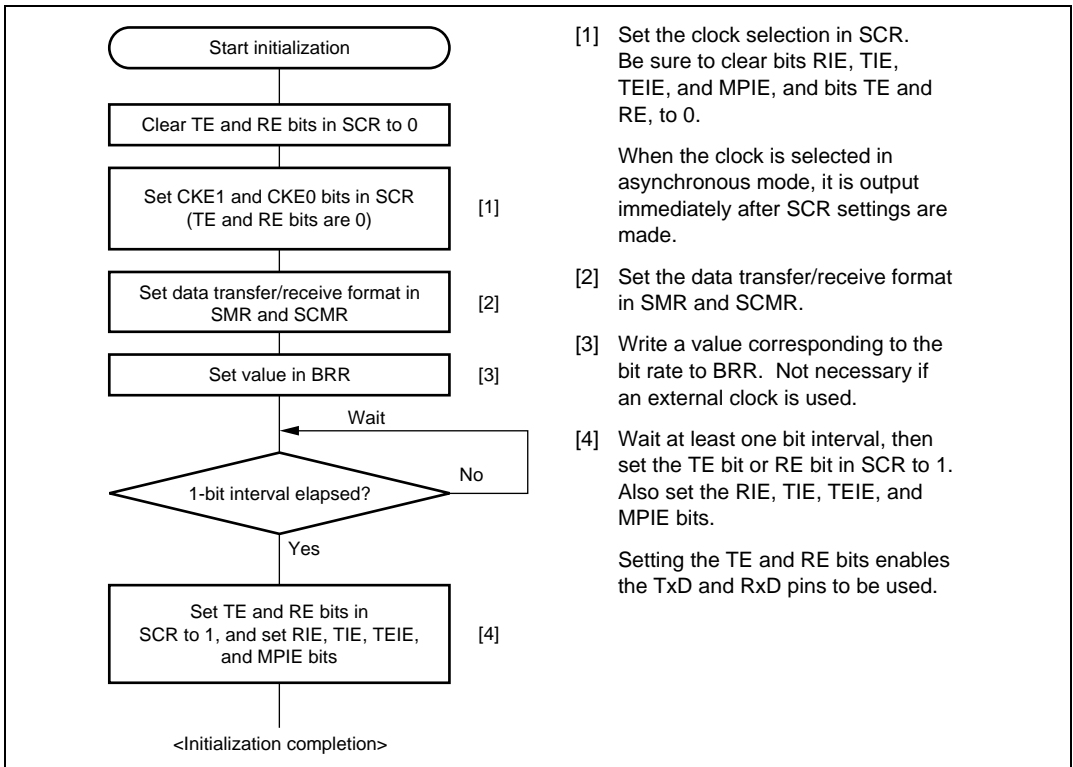 Start initialization
Clear TE and RE bits in SCR to 0
Set CKE1 and CKE0 bits in SCR
(TE and RE bits are 0)
[1]
Set data transfer/receive format in
SMR and SCMR
[2]
Set value in BRR
[3]
Wait
No
1-bit interval elapsed?
Yes
Set TE and RE bits in
SCR to 1, and set RIE, TIE, TEIE,
and MPIE bits
[4]
<Initialization completion>
[1] Set the clock selection in SCR.
Be sure to clear bits RIE, TIE,
TEIE, and MPIE, and bits TE and
RE, to 0.
When the clock is selected in
asynchronous mode, it is output
immediately after SCR settings are
made.
[2] Set the data transfer/receive format
in SMR and SCMR.
[3] Write a value corresponding to the
bit rate to BRR. Not necessary if
an external clock is used.
[4] Wait at least one bit interval, then
set the TE bit or RE bit in SCR to 1.
Also set the RIE, TIE, TEIE, and
MPIE bits.
Setting the TE and RE bits enables
the TxD and RxD pins to be used.